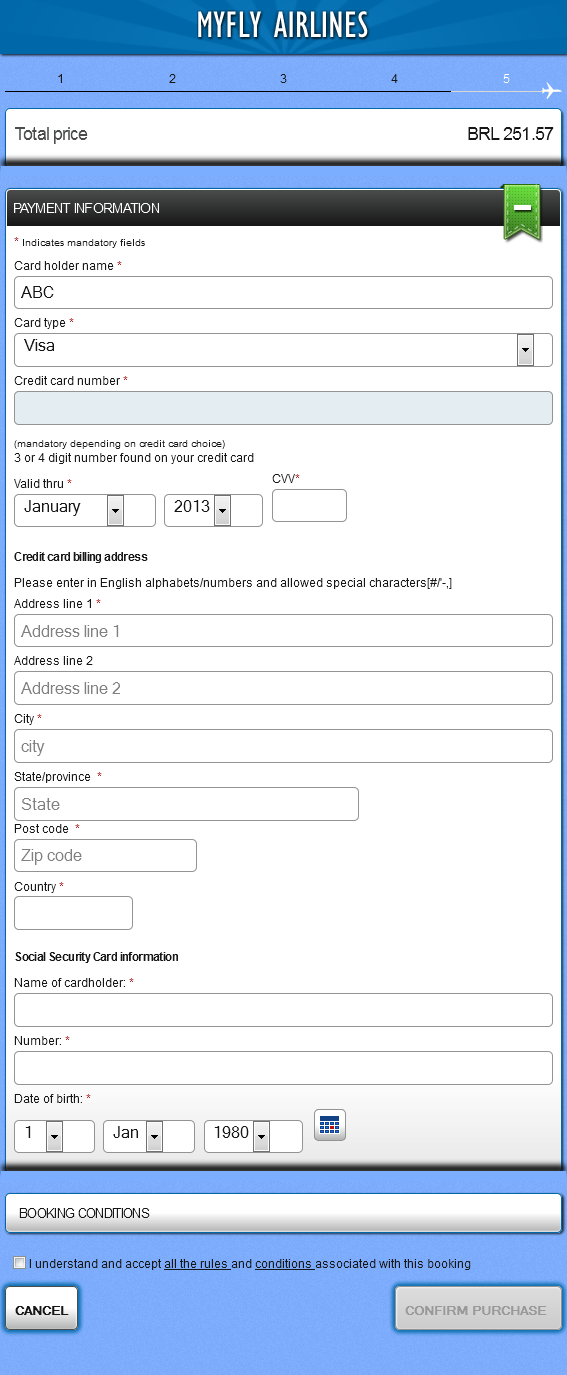 MYFLY AIRLINES
1 2 3 4 5
Total price BRL 251.57
PAYMENT INFORMATION
* Indicates mandatory fields
Card holder name *
ABC
Card type *
Visa
Credit card number *
(mandatory depending on credit card choice)
3 or 4 digit number found on your credit card
Valid thru * CVV*
January 2013
Credit card billing address
Please enter in English alphabets/numbers and allowed special characters[#/'-,]
Address line 1 *
Address line 1
Address line 2
Address line 2
City *
city
State/province *
State
Post code *
Zip code
Country *
Social Security Card information
Name of cardholder: *
Number: *
Date of birth: *
1 Jan 1980
BOOKING CONDITIONS
I understand and accept all the rules and conditions associated with this booking
CANCEL CONFIRM PURCHASE